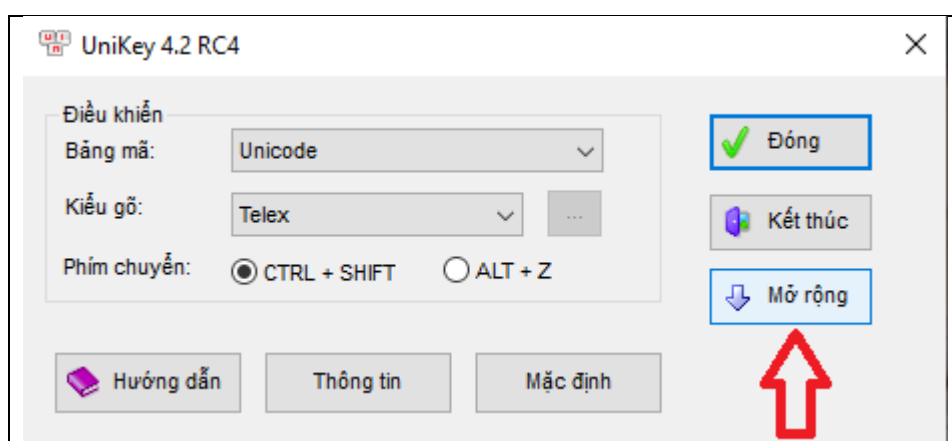 UniKey 4.2 RC4
Điều khiển
Bảng mã: Unicode
Đóng
Kiểu gõ: Telex ...
Kết thúc
Phím chuyển: CTRL + SHIFT ALT + Z
Mở rộng
Hướng dẫn Thông tin Mặc định